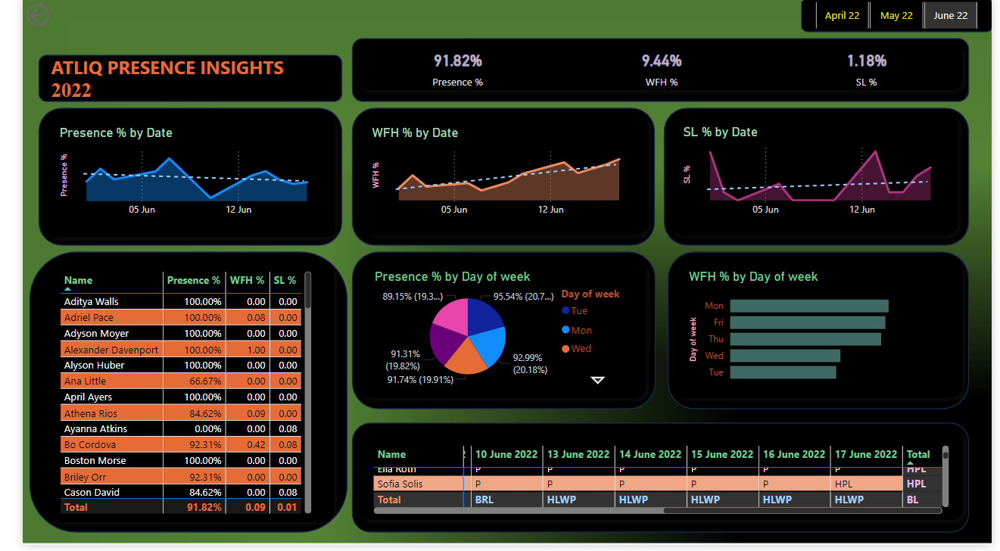 April 22
May 22
June 22
ATLIQ PRESENCE INSIGHTS
2022
91.82%
9.44%
1.18%
Presence %
WFH %
SL %
Presence % by Date
Presence %
05 Jun
12 Jun
WFH % by Date
WFH %
05 Jun
12 Jun
SL % by Date
SL %
05 Jun
12 Jun
Name Presence % WFH % SL %
Aditya Walls 100.00% 0.00 0.00
Adriel Pace 100.00% 0.08 0.00
Adyson Moyer 100.00% 0.00 0.00
Alexander Davenport 100.00% 1.00 0.00
Alyson Huber 100.00% 0.00 0.00
Ana Little 66.67% 0.00 0.00
April Ayers 100.00% 0.00 0.00
Athena Rios 84.62% 0.09 0.00
Ayanna Atkins 0.00% 0.00 0.08
Bo Cordova 92.31% 0.42 0.08
Boston Morse 100.00% 0.00 0.00
Briley Orr 92.31% 0.00 0.00
Cason David 84.62% 0.00 0.08
Total 91.82% 0.09 0.01
Presence % by Day of week
89.15% (19.3...)
95.54% (20.7...)
91.31%
(19.82%)
92.99%
(20.18%)
91.74% (19.91%)
Day of week
Tue
Mon
Wed
WFH % by Day of week
Day of week
Mon
Fri
Thu
Wed
Tue
Name 10 June 2022 13 June 2022 14 June 2022 15 June 2022 16 June 2022 17 June 2022 Total
Ella Roth P P P P P P HPL
Sofia Solis P P P P P HPL HPL
Total BRL HLWP HLWP HLWP HLWP HLWP BL